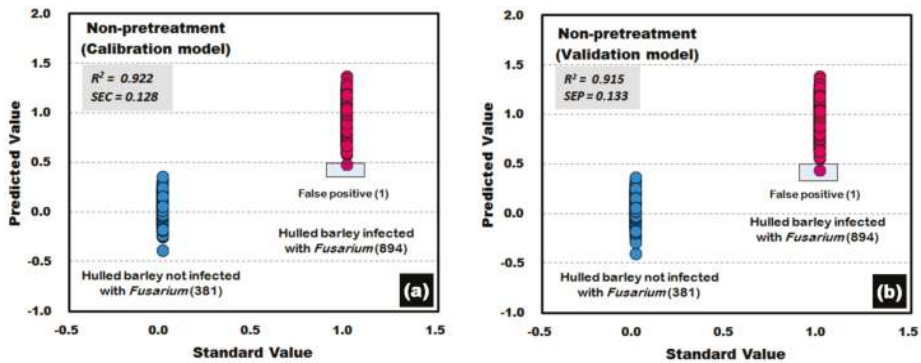 2.0
1.5
1.0
0.5
0.0
-0.5
-1.0
Predicted Value
Non-pretreatment
(Calibration model)
R² = 0.922
SEC = 0.128
False positive (1)
Hulled barley infected
with Fusarium (894)
Hulled barley not infected
with Fusarium (381)
(a)
-0.5 0.0 0.5 1.0 1.5
Standard Value
2.0
1.5
1.0
0.5
0.0
-0.5
-1.0
Predicted Value
Non-pretreatment
(Validation model)
R² = 0.915
SEP = 0.133
False positive (1)
Hulled barley infected
with Fusarium (894)
Hulled barley not infected
with Fusarium (381)
(b)
-0.5 0.0 0.5 1.0 1.5
Standard Value